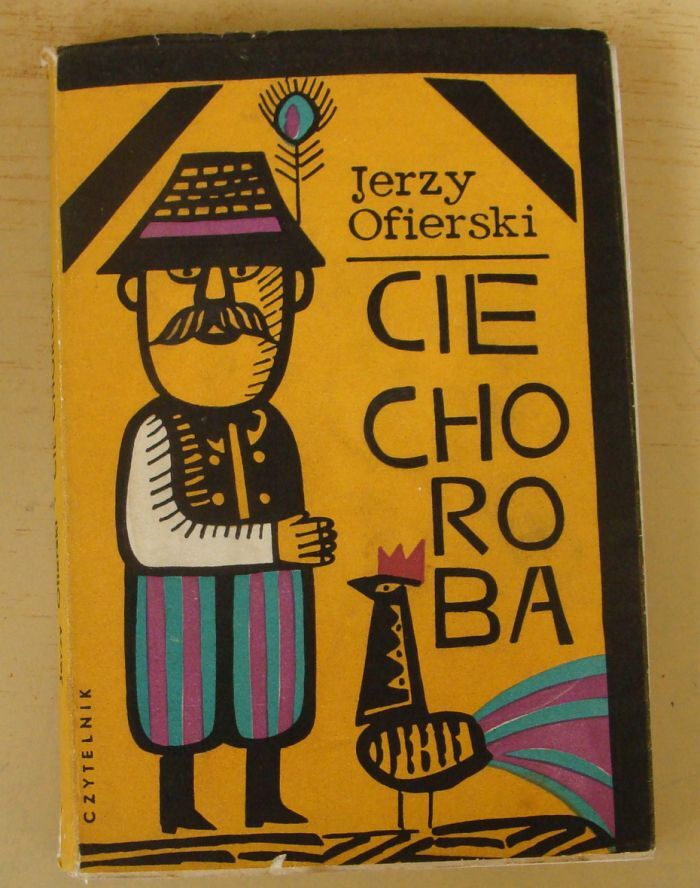 Jerzy
Ofierski
CIE
CHO
RO
BA
CZYTELNIK